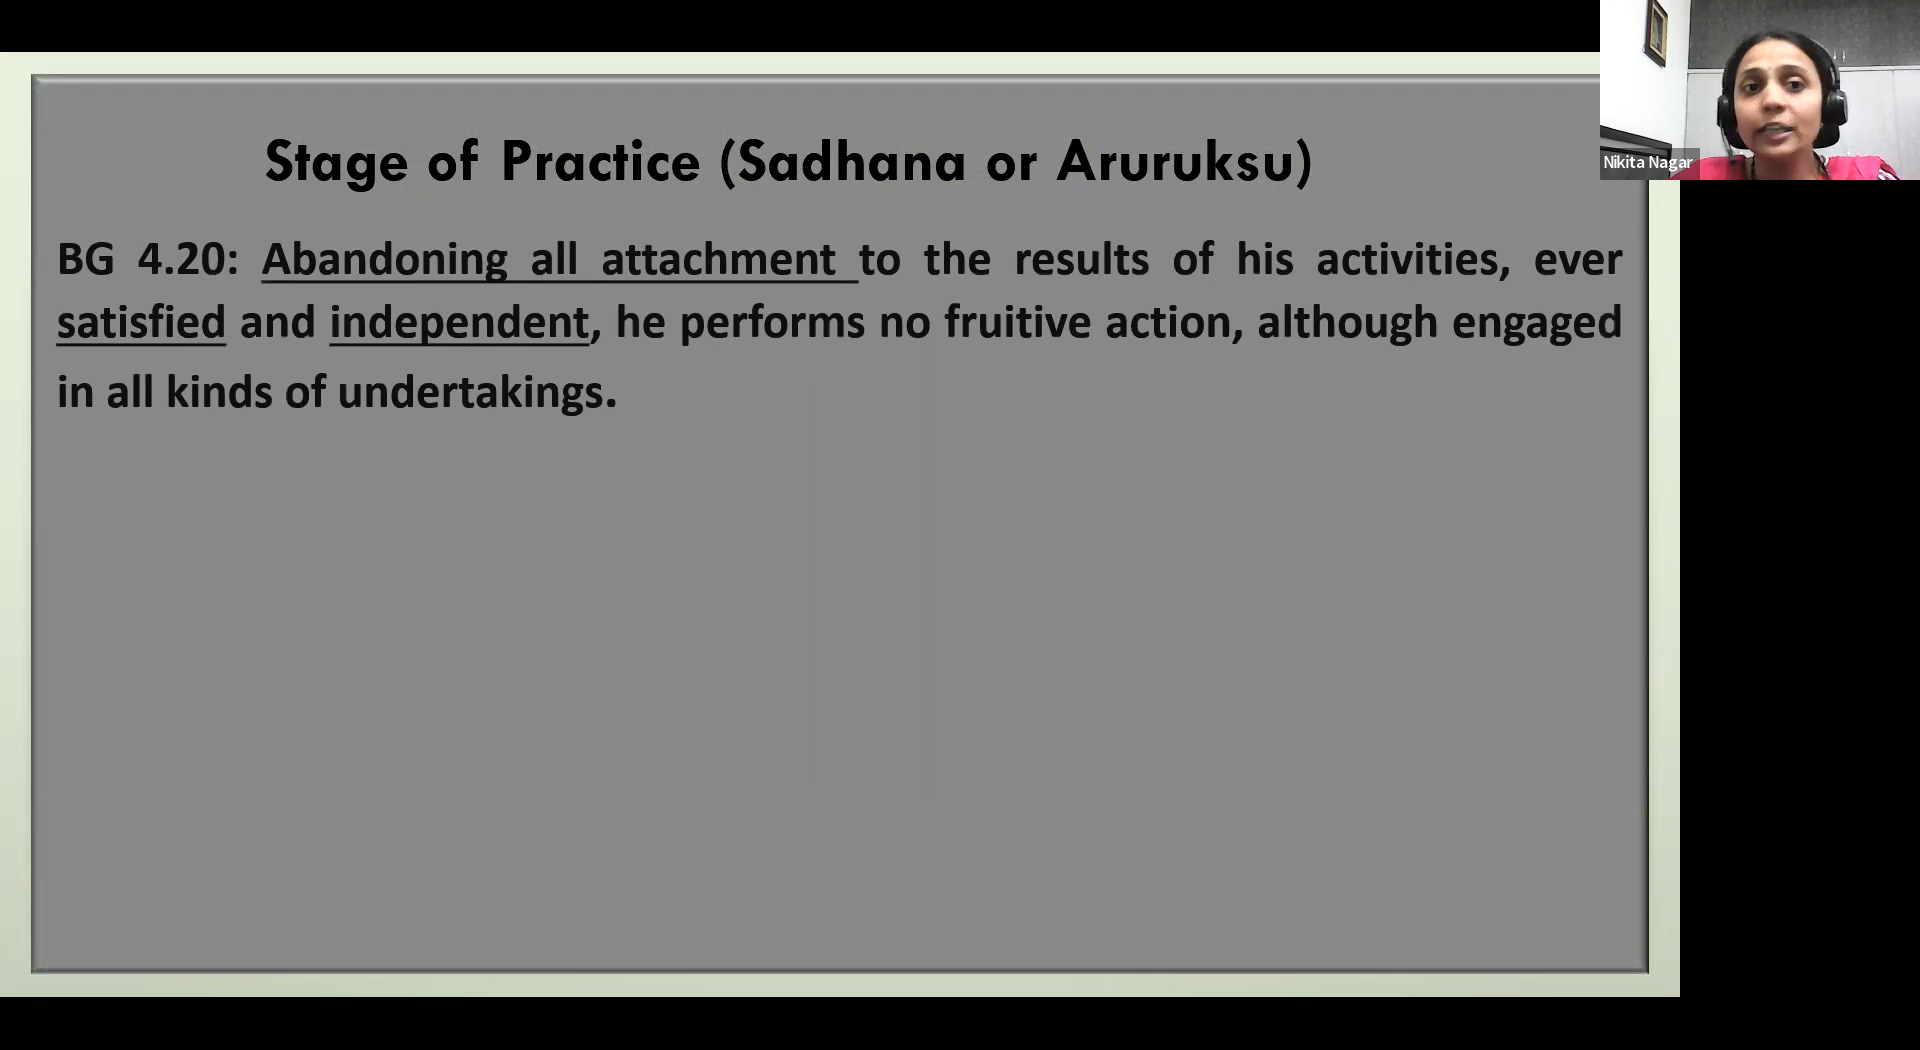 Stage of Practice (Sadhana or Aruruksu)
BG 4.20: Abandoning all attachment to the results of his activities, ever
satisfied and independent, he performs no fruitive action, although engaged
in all kinds of undertakings.
Nikita Nagar